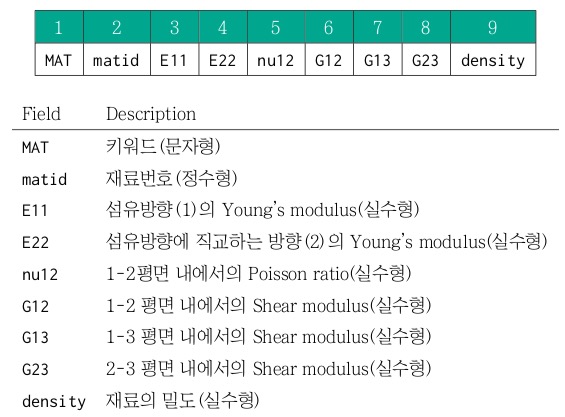 1 2 3 4 5 6 7 8 9
MAT matid E11 E22 nu12 G12 G13 G23 density
Field Description
MAT 키워드(문자형)
matid 재료번호(정수형)
E11 섬유방향(1)의 Young's modulus(실수형)
E22 섬유방향에 직교하는 방향(2)의 Young's modulus(실수형)
nu12 1-2평면 내에서의 Poisson ratio(실수형)
G12 1-2 평면 내에서의 Shear modulus(실수형)
G13 1-3 평면 내에서의 Shear modulus(실수형)
G23 2-3 평면 내에서의 Shear modulus(실수형)
density 재료의 밀도(실수형)